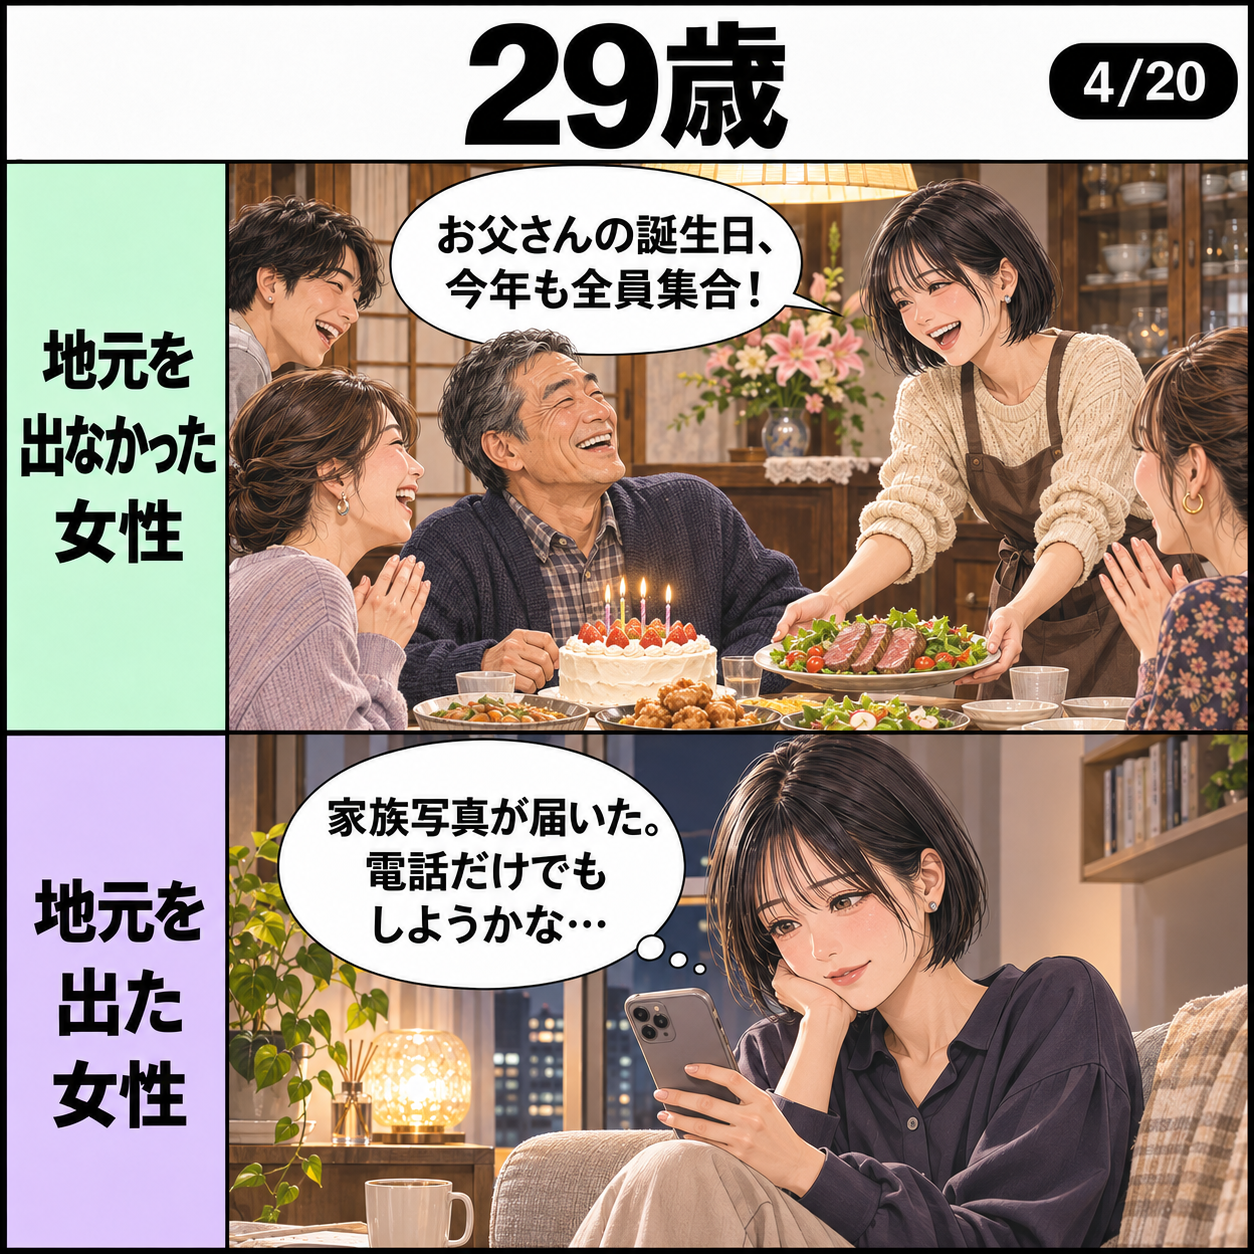 29歳
4/20
地元を
出なかった
女性
お父さんの誕生日、
今年も全員集合！
地元を
出た
女性
家族写真が届いた。
電話だけでも
しようかな…